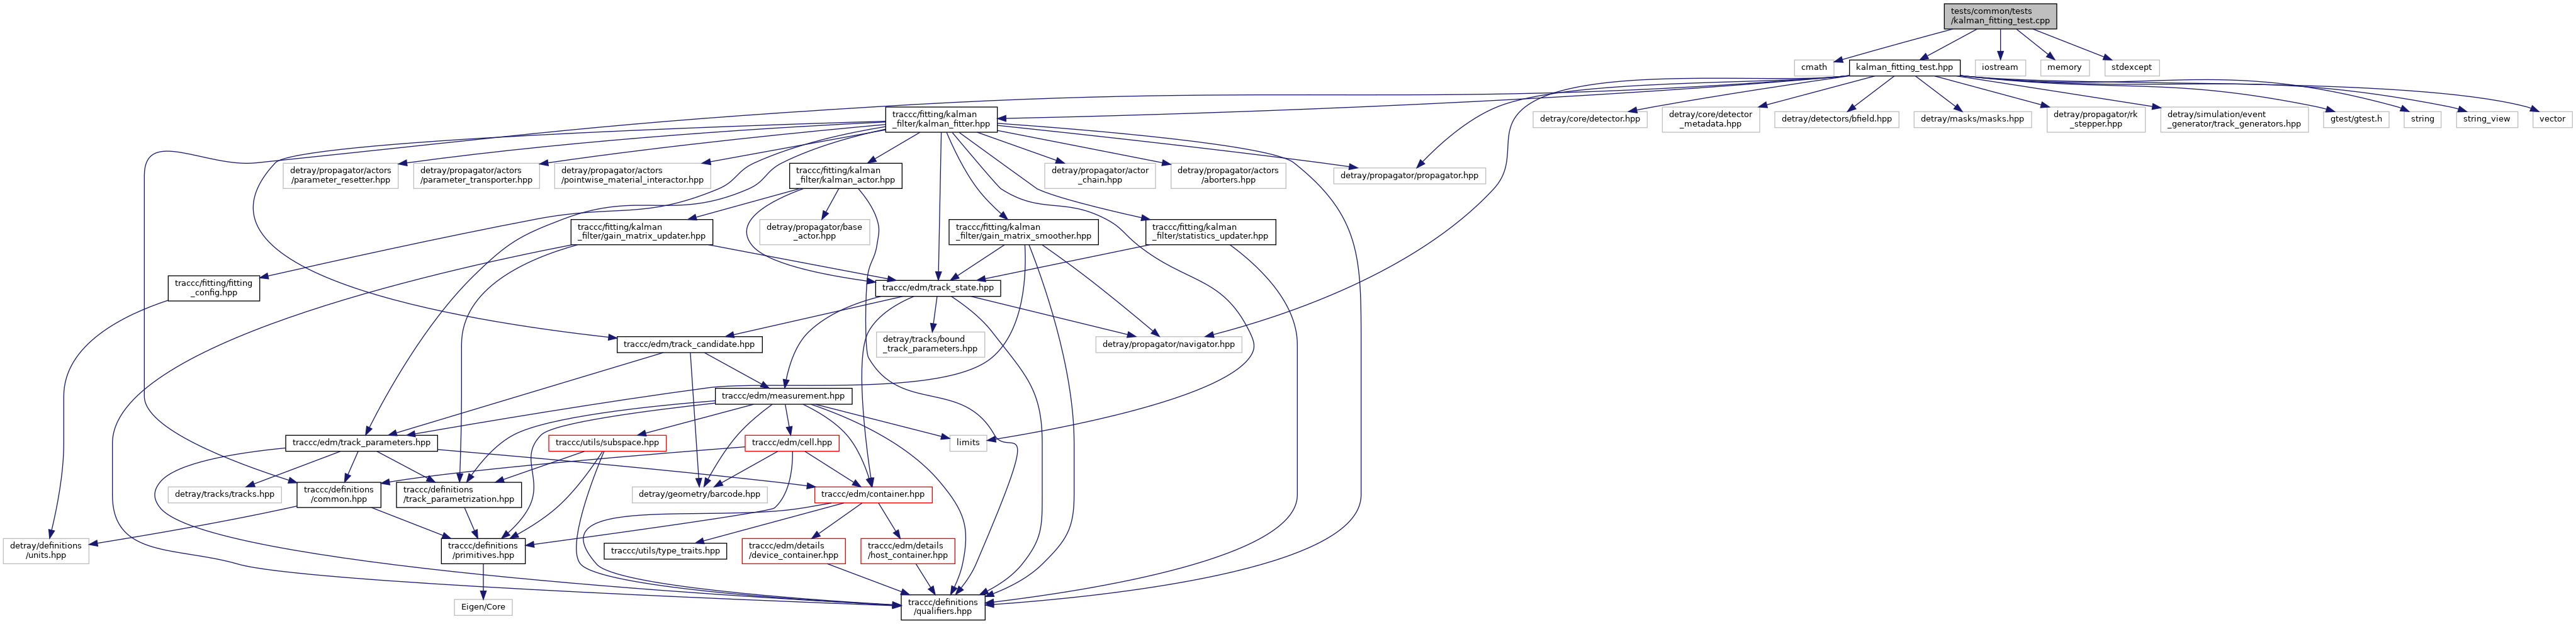 tests/common/tests
/kalman_fitting_test.cpp
cmath
kalman_fitting_test.hpp
iostream
memory
stdexcept
traccc/fitting/kalman
_filter/kalman_fitter.hpp
detray/core/detector.hpp
detray/core/detector
_metadata.hpp
detray/detectors/bfield.hpp
detray/masks/masks.hpp
detray/propagator/rk
_stepper.hpp
detray/simulation/event
_generator/track_generators.hpp
gtest/gtest.h
string
string_view
vector
detray/propagator/actors
/parameter_resetter.hpp
detray/propagator/actors
/parameter_transporter.hpp
detray/propagator/actors
/pointwise_material_interactor.hpp
traccc/fitting/kalman
_filter/kalman_actor.hpp
detray/propagator/actor
_chain.hpp
detray/propagator/actors
/aborters.hpp
detray/propagator/propagator.hpp
traccc/fitting/kalman
_filter/gain_matrix_updater.hpp
detray/propagator/base
_actor.hpp
traccc/fitting/kalman
_filter/gain_matrix_smoother.hpp
traccc/fitting/kalman
_filter/statistics_updater.hpp
traccc/fitting/fitting
_config.hpp
traccc/edm/track_state.hpp
traccc/edm/track_candidate.hpp
detray/tracks/bound
_track_parameters.hpp
detray/propagator/navigator.hpp
traccc/edm/measurement.hpp
traccc/edm/track_parameters.hpp
traccc/utils/subspace.hpp
traccc/edm/cell.hpp
limits
detray/tracks/tracks.hpp
traccc/definitions
/common.hpp
traccc/definitions
/track_parametrization.hpp
detray/geometry/barcode.hpp
traccc/edm/container.hpp
detray/definitions
/units.hpp
traccc/definitions
/primitives.hpp
traccc/utils/type_traits.hpp
traccc/edm/details
/device_container.hpp
traccc/edm/details
/host_container.hpp
Eigen/Core
traccc/definitions
/qualifiers.hpp